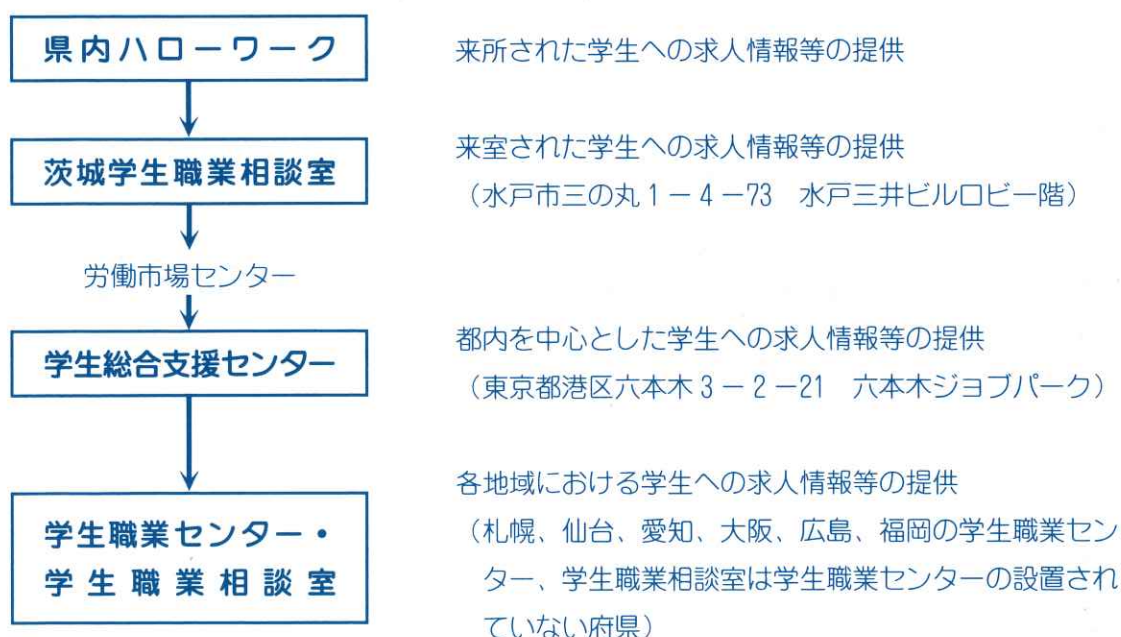 県内ハローワーク
来所された学生への求人情報等の提供
茨城学生職業相談室
来室された学生への求人情報等の提供
（水戸市三の丸1－4－73　水戸三井ビルロビー階）
労働市場センター
学生総合支援センター
都内を中心とした学生への求人情報等の提供
（東京都港区六本木3－2－21　六本木ジョブパーク）
学生職業センター・
学生職業相談室
各地域における学生への求人情報等の提供
（札幌、仙台、愛知、大阪、広島、福岡の学生職業セン
ター、学生職業相談室は学生職業センターの設置され
ていない府県）